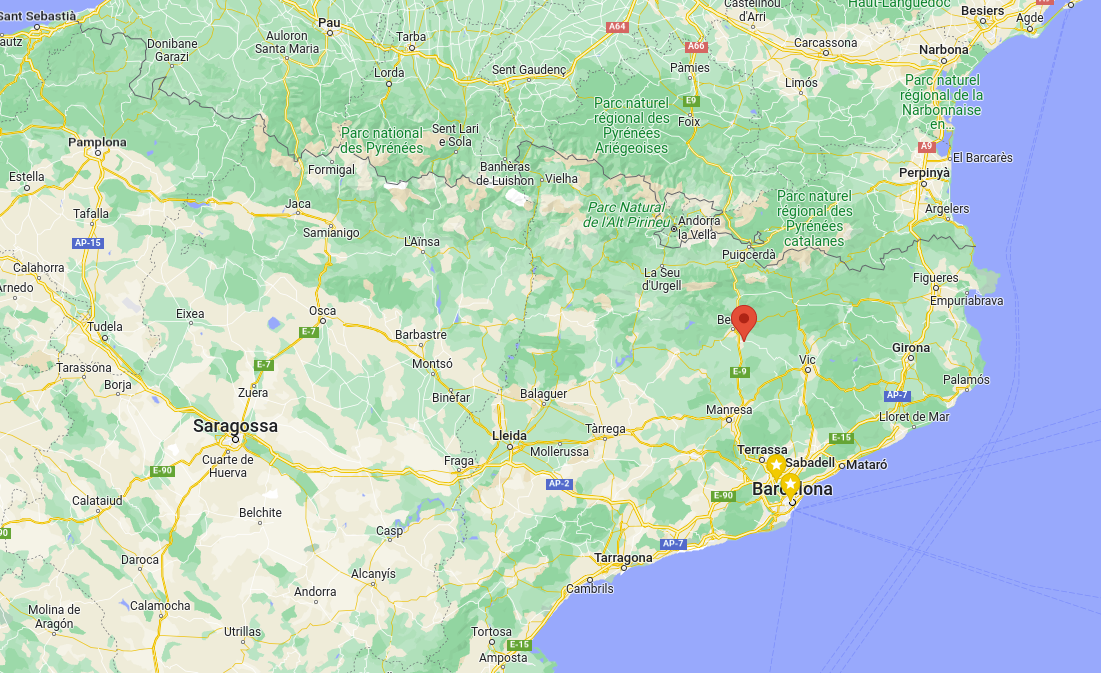 Sant Sebastià
Pau
A64
Castellnou
d'Arri
Haut-Languedoc
Besiers
Agde
autz
Donibane
Garazi
Auloron
Santa Maria
Tarba
A66
Carcassona
Narbona
Lorda
Sent Gaudenç
Pàmies
Limós
Parc naturel
régional de la
Narbonnaise
en...
E9
Parc naturel
régional des
Pyrénées
Ariégeoises
Foix
Pamplona
Parc national
des Pyrénées
Sent Lari
e Sola
A9
El Barcarès
Estella
Formigal
Banhèras
de Luishon
Vielha
Perpinyà
Tafalla
Jaca
Samianigo
Parc Natural
de l'Alt Pirineu
Andorra
la Vella
Parc naturel
régional des
Pyrénées
catalanes
Argelers
AP-15
L'Aïnsa
Puigcerdà
Calahorra
Arnedo
La Seu
d'Urgell
Figueres
Empuriabrava
Eixea
Osca
E-7
Be
Tudela
Barbastre
Girona
Tarassona
E-7
Montsó
Vic
E-9
Borja
Zuera
Binèfar
Balaguer
Palamós
AP-7
Manresa
Lloret de Mar
Saragossa
Lleida
Tàrrega
E-15
Cuarte de
Huerva
Fraga
Mollerussa
Terrassa
Sabadell
Mataró
E-90
AP-2
Barcelona
E-90
Calataiud
Belchite
90
Casp
AP-7
Daroca
Tarragona
Alcanyís
Cambrils
Andorra
Molina de
Aragón
Calamocha
Utrillas
Tortosa
E-15
Amposta